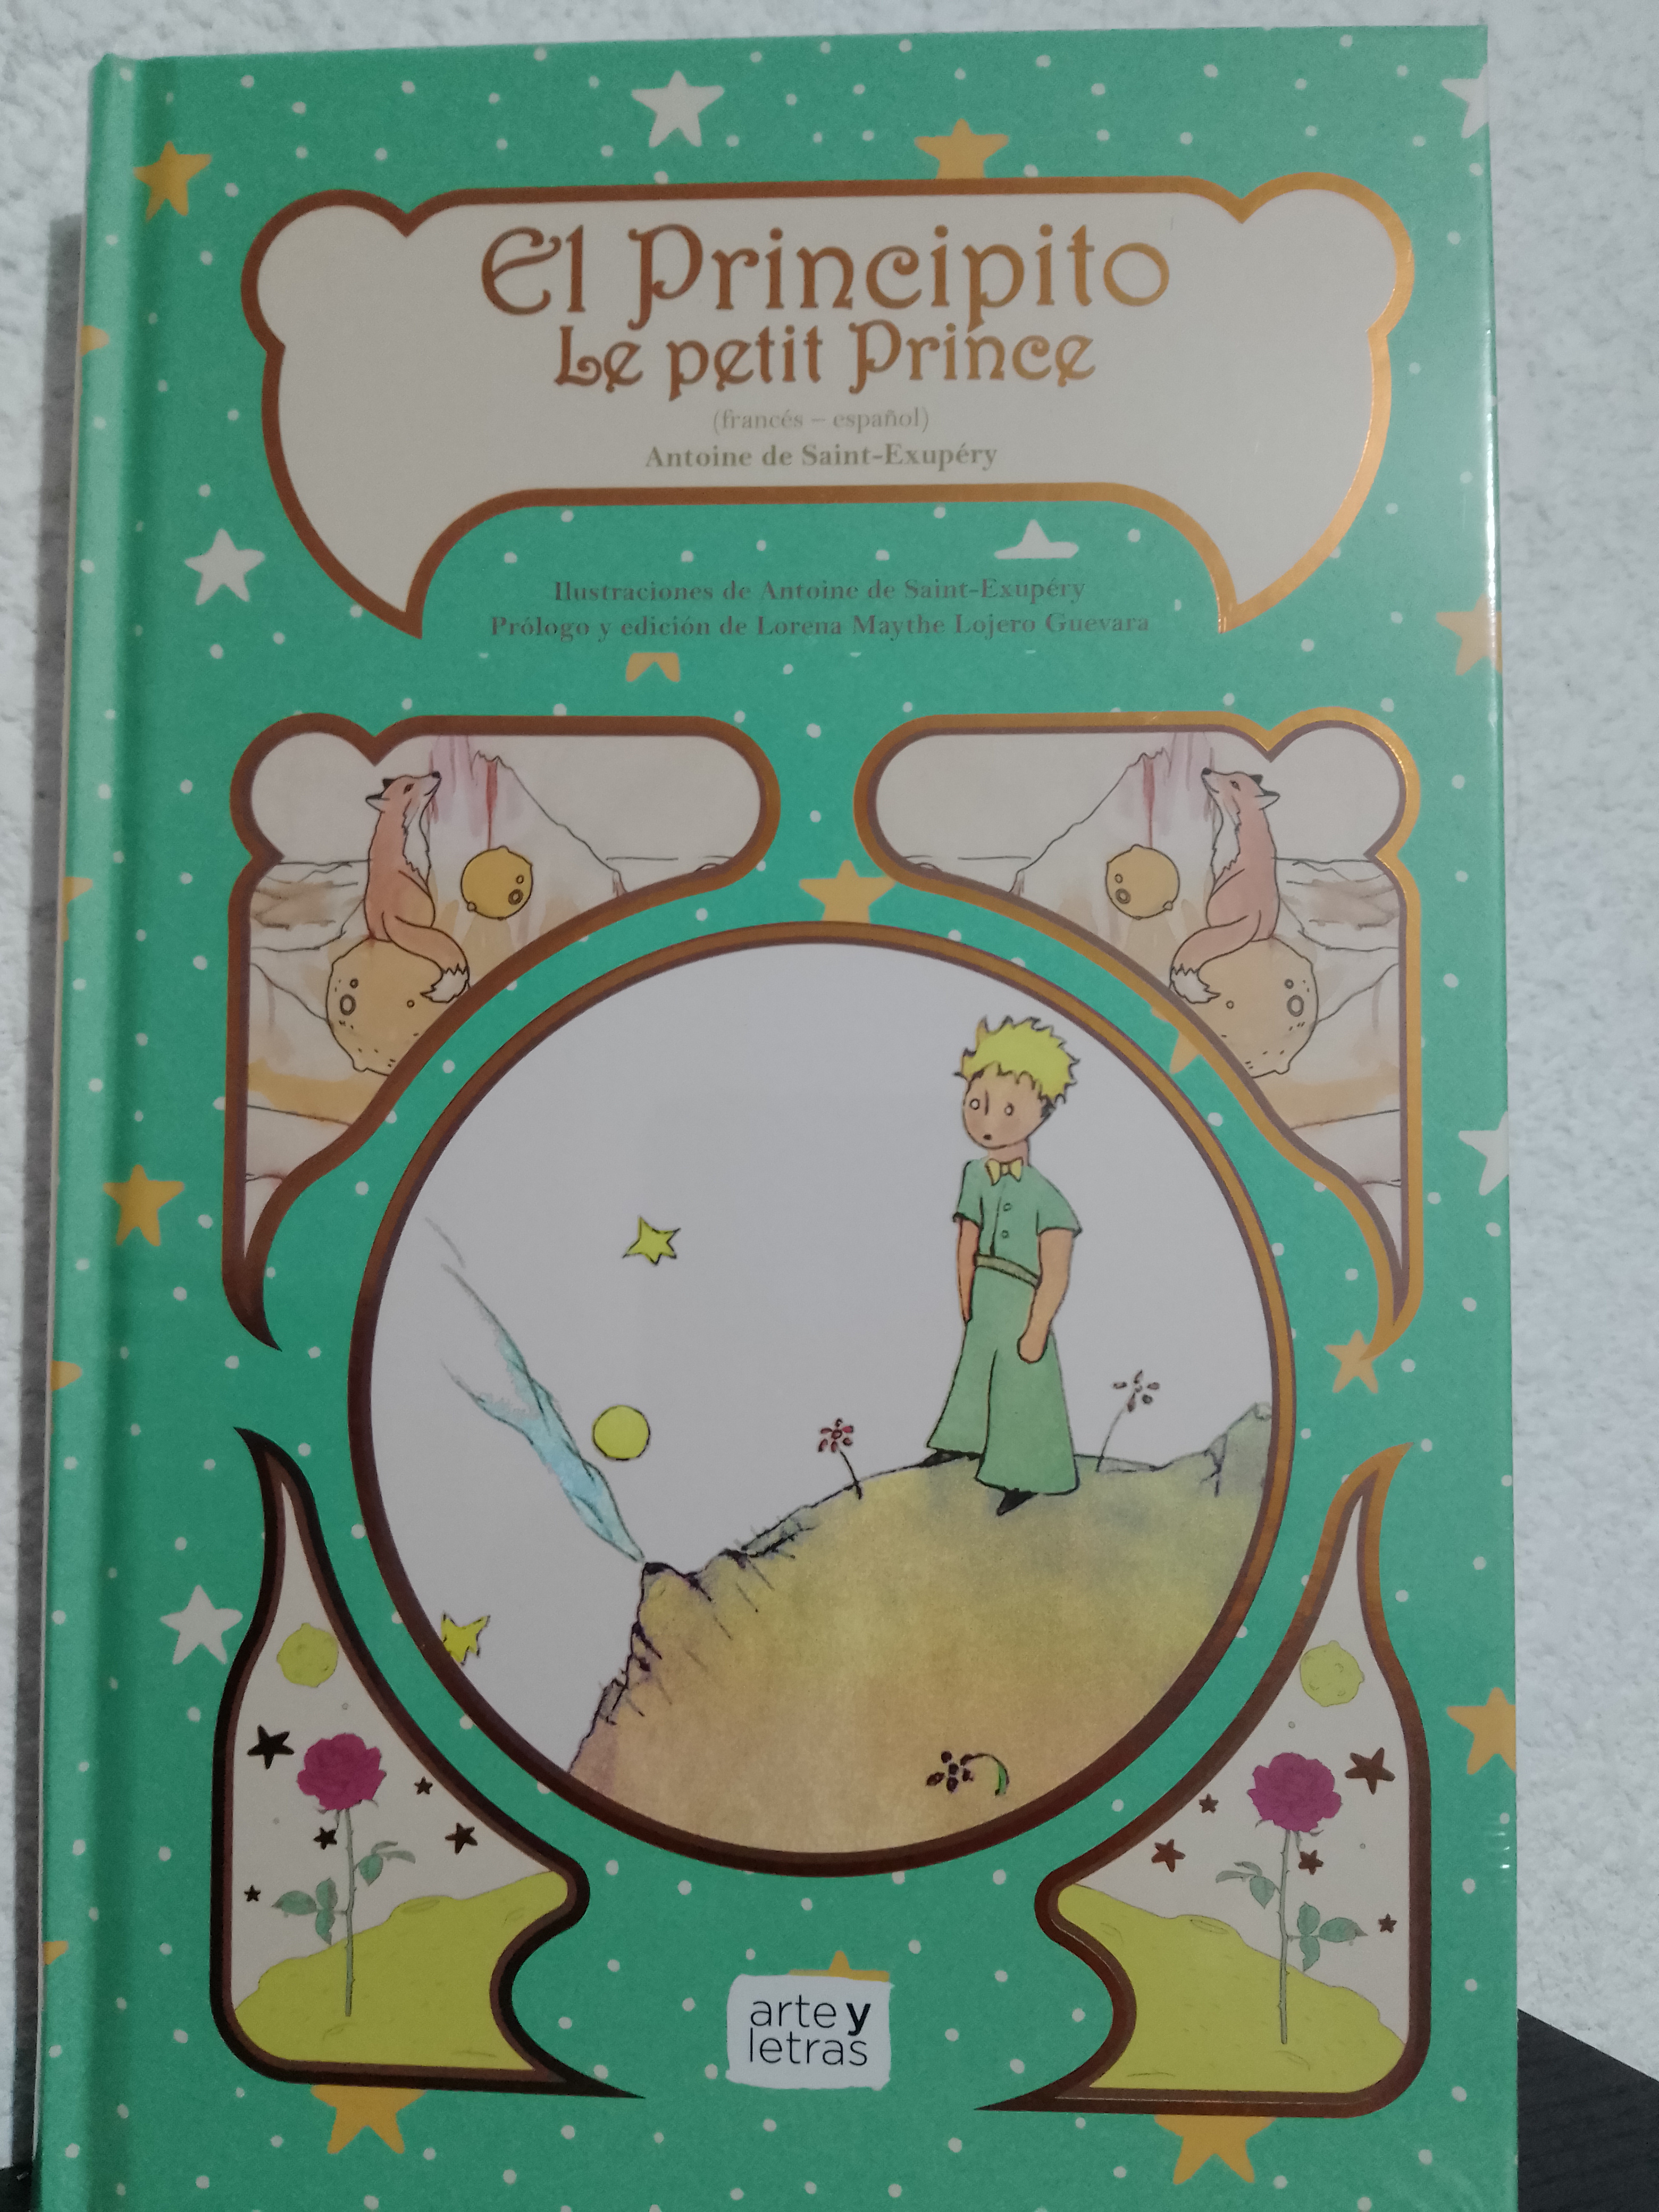 El Principito
Le petit Prince
(francés – español)
Antoine de Saint-Exupéry
Ilustraciones de Antoine de Saint-Exupéry
Prólogo y edición de Lorena Maythe Lojero Guevara
arte y
letras